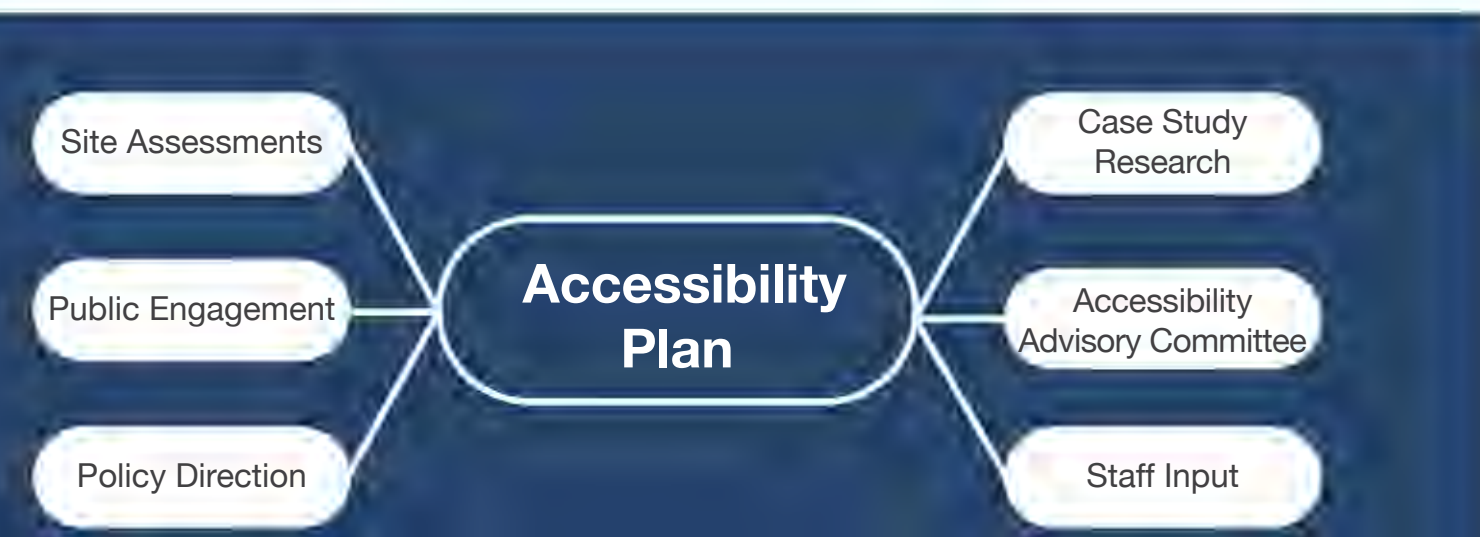 Site Assessments
Public Engagement
Policy Direction
Accessibility
Plan
Case Study
Research
Accessibility
Advisory Committee
Staff Input